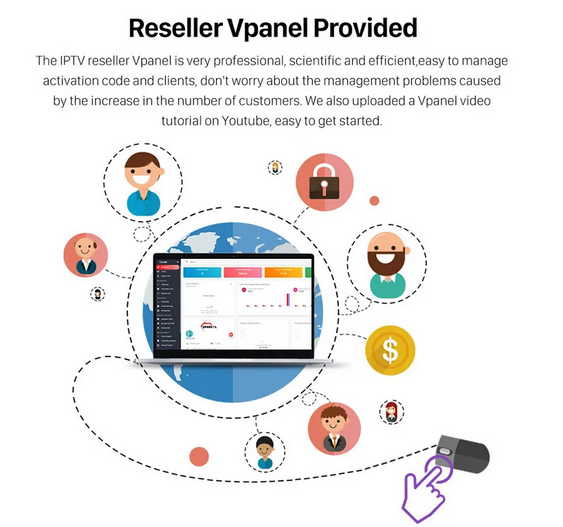 Reseller Vpanel Provided
The IPTV reseller Vpanel is very professional, scientific and efficient,easy to manage
activation code and clients, don't worry about the management problems caused
by the increase in the number of customers. We also uploaded a Vpanel video
tutorial on Youtube, easy to get started.
$